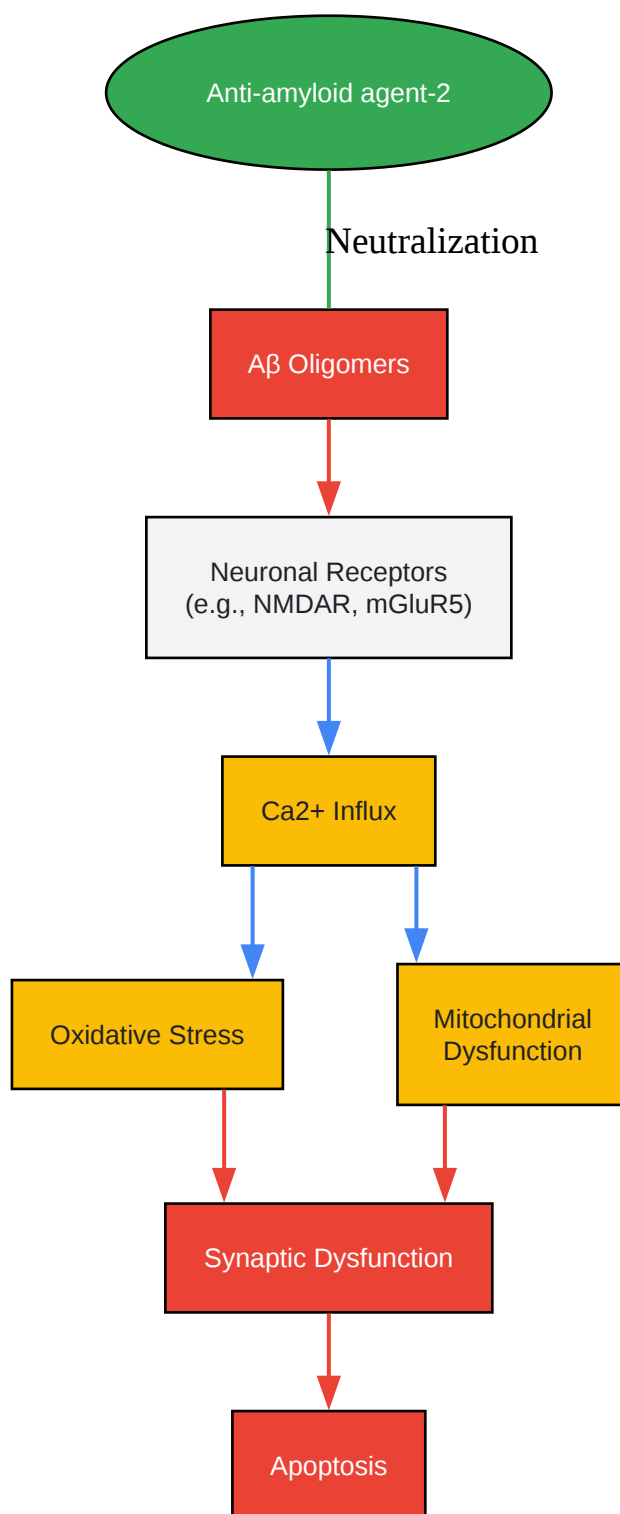 Anti-amyloid agent-2
Neutralization
Aβ Oligomers
Neuronal Receptors
(e.g., NMDAR, mGluR5)
Ca2+ Influx
Oxidative Stress
Mitochondrial
Dysfunction
Synaptic Dysfunction
Apoptosis